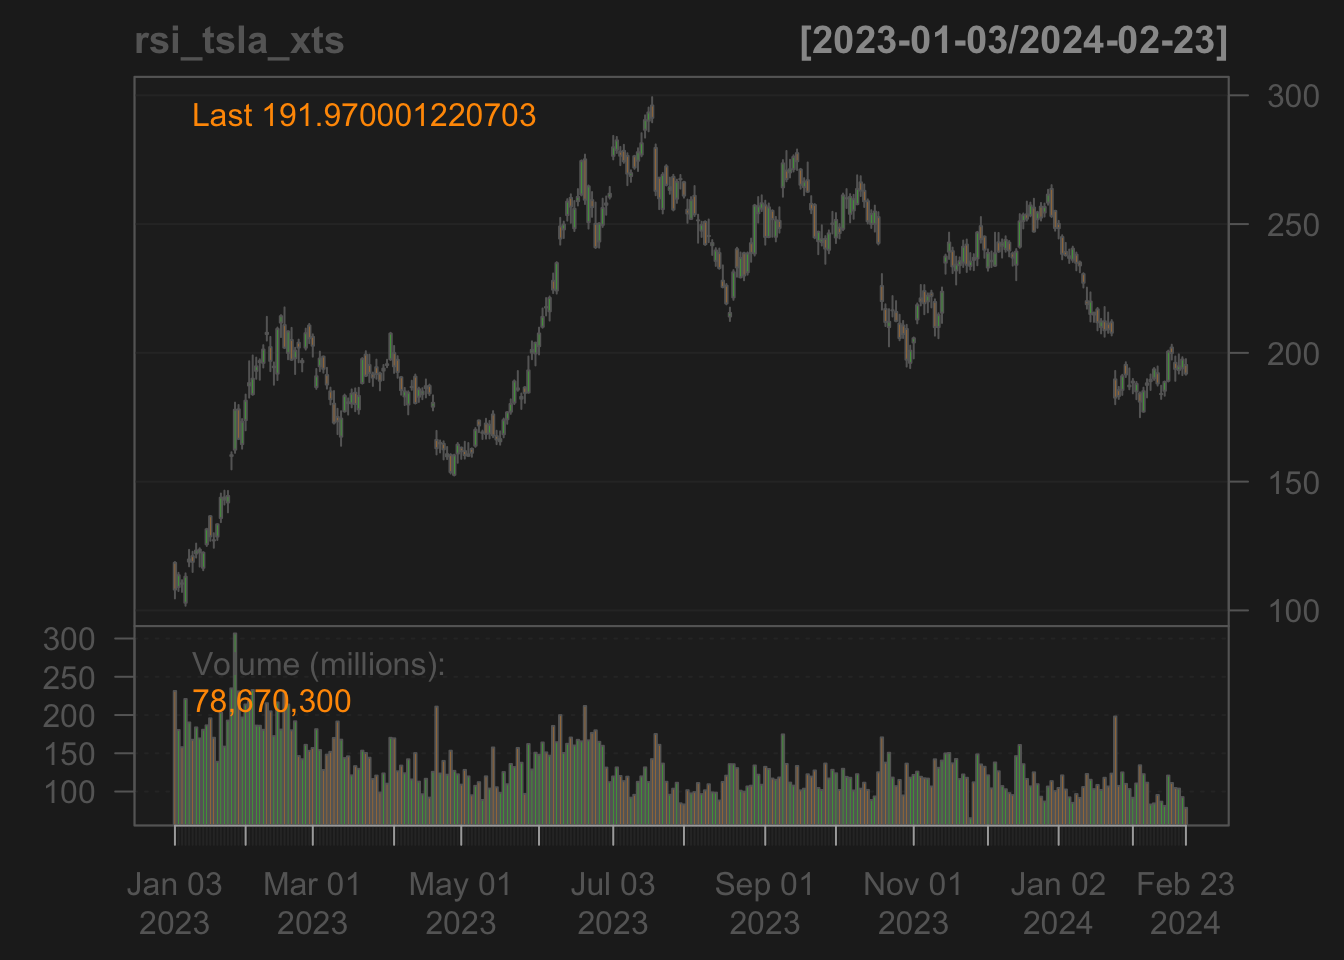 rsi_tsla_xts
[2023-01-03/2024-02-23]
Last 191.970001220703
300
250
200
150
100
Volume (millions):
78,670,300
300
250
200
150
100
Jan 03 Mar 01 May 01 Jul 03 Sep 01 Nov 01 Jan 02 Feb 23
2023 2023 2023 2023 2023 2023 2024 2024